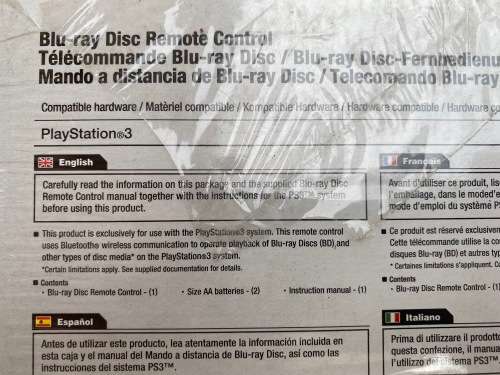 Blu-ray Disc Remote Control
Télécommande Blu-ray Disc / Blu-ray Disc-Fernbedienu
Mando a distancia de Blu-ray Disc / Telecomando Blu-ray
Compatible hardware / Matériel compatible / Kompatible Hardware / Hardware compatible / Hardware co
PlayStation®3
English
Carefully read the information on this package and the supplied Blu-ray Disc
Remote Control manual together with the instructions for the PS3™ system
before using this product.
■ This product is exclusively for use with the PlayStation®3 system. This remote control
uses Bluetooth® wireless communication to operate playback of Blu-ray Discs (BD) and
other types of disc media* on the PlayStation®3 system.
*Certain limitations apply. See supplied documentation for details.
■ Contents
・Blu-ray Disc Remote Control - (1) ・Size AA batteries - (2) ・Instruction manual - (1)
Español
Antes de utilizar este producto, lea atentamente la información incluida en
esta caja y el manual del Mando a distancia de Blu-ray Disc, así como las
instrucciones del sistema PS3™.
Français
Avant d'utiliser ce produit, lise
l'emballage, dans le mode d'e
mode d'emploi du système PS
■ Ce produit est réservé exclusivemen
Cette télécommande utilise la co
disques Blu-ray (BD) et autres typ
*Certaines limitations s'appliquent. Co
■ Contenu
・Blu-ray Disc Remote Control - (1)
Italiano
Prima di utilizzare il prodotto
questa confezione, il manual
l'utilizzo del sistema PS3™.